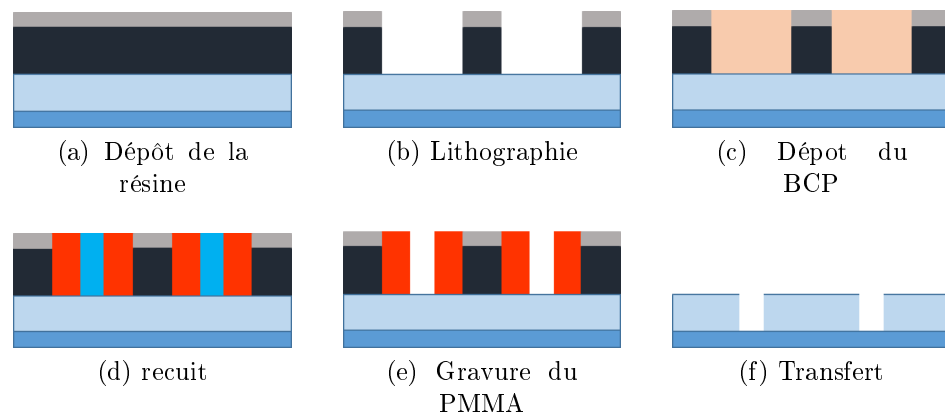 (a) Dépôt de la
résine
(b) Lithographie
(c) Dépot du
BCP
(d) recuit
(e) Gravure du
PMMA
(f) Transfert